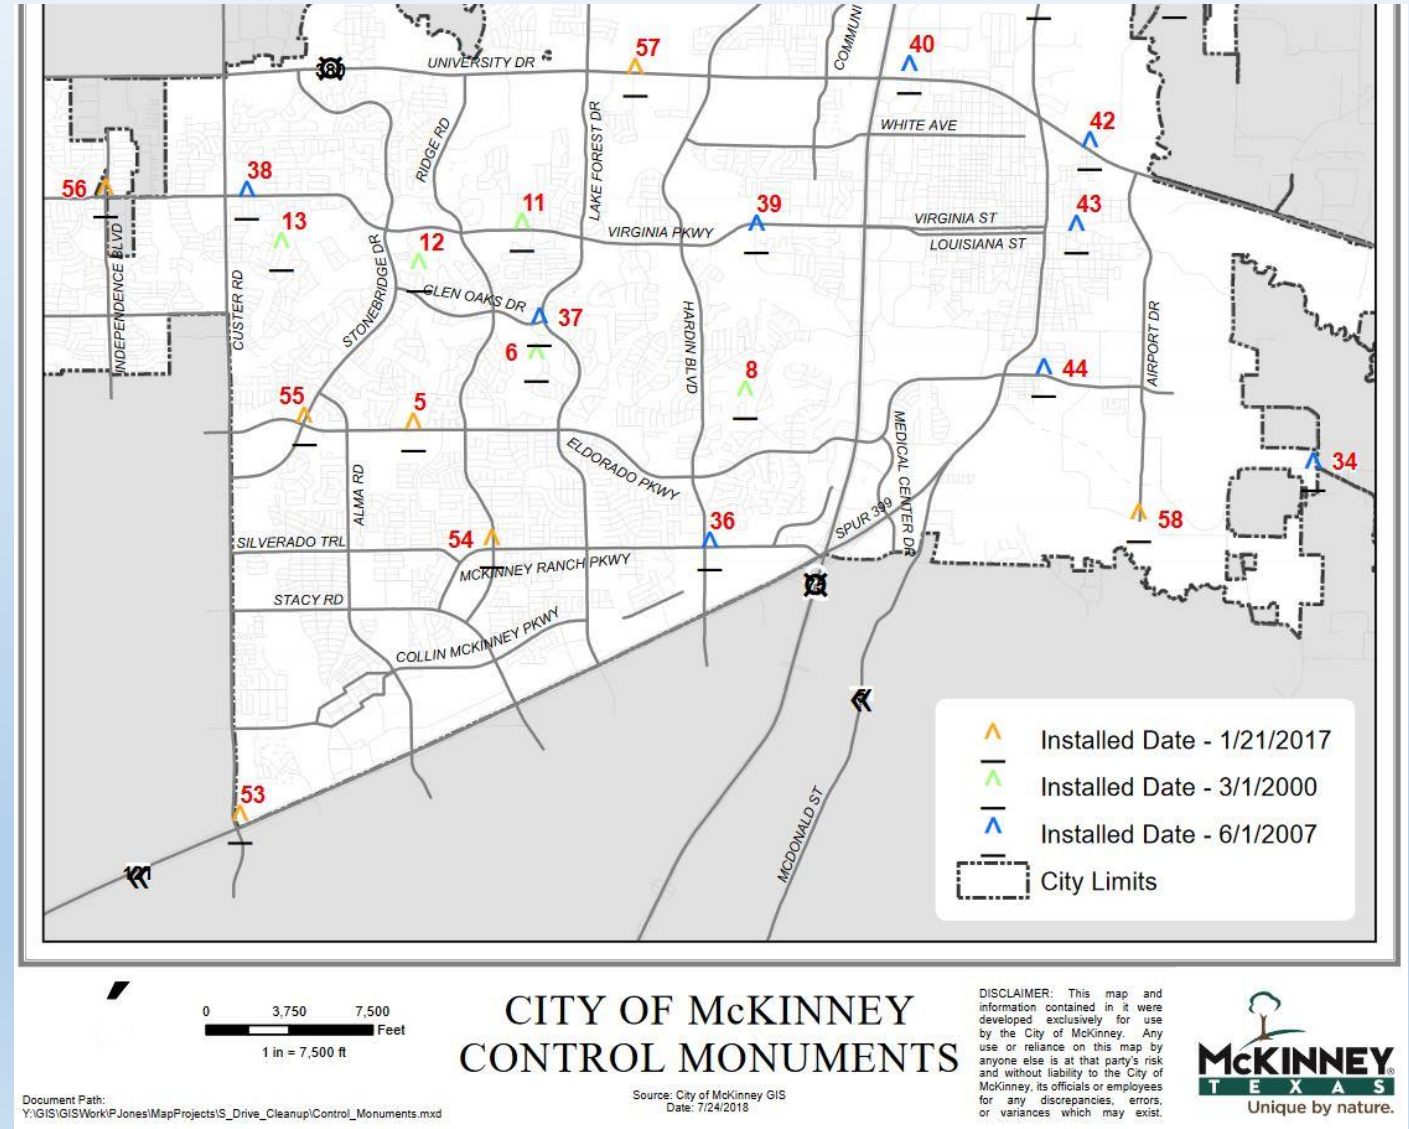 57
40
UNIVERSITY DR
380
COMMUNI
LAKE FOREST DR
RIDGE RD
WHITE AVE
42
56
38
13
11
12
39
43
VIRGINIA PKWY
VIRGINIA ST
LOUISIANA ST
INDEPENDENCE BLVD
CUSTER RD
STONEBRIDGE DR
GLEN OAKS DR
37
6
HARDIN BLVD
8
44
AIRPORT DR
55
5
ALMA RD
ELDORADO PKWY
MEDICAL CENTER DR
34
58
54
36
SPUR 399
SILVERADO TRL
MCKINNEY RANCH PKWY
STACY RD
COLLIN MCKINNEY PKWY
53
MCDONALD ST
Installed Date - 1/21/2017
Installed Date - 3/1/2000
Installed Date - 6/1/2007
City Limits
0 3,750 7,500
Feet
1 in = 7,500 ft
CITY OF McKINNEY
CONTROL MONUMENTS
Source: City of McKinney GIS
Date: 7/24/2018
Document Path:
Y:\GIS\GISWork\PJones\MapProjects\S_Drive_Cleanup\Control_Monuments.mxd
DISCLAIMER: This map and
information contained in it were
developed exclusively for use
by the City of McKinney. Any
use or reliance on this map by
anyone else is at that party's risk
and without liability to the City of
McKinney, its officials or employees
for any discrepancies, errors,
or variances which may exist.
McKINNEY®
TEXAS
Unique by nature.